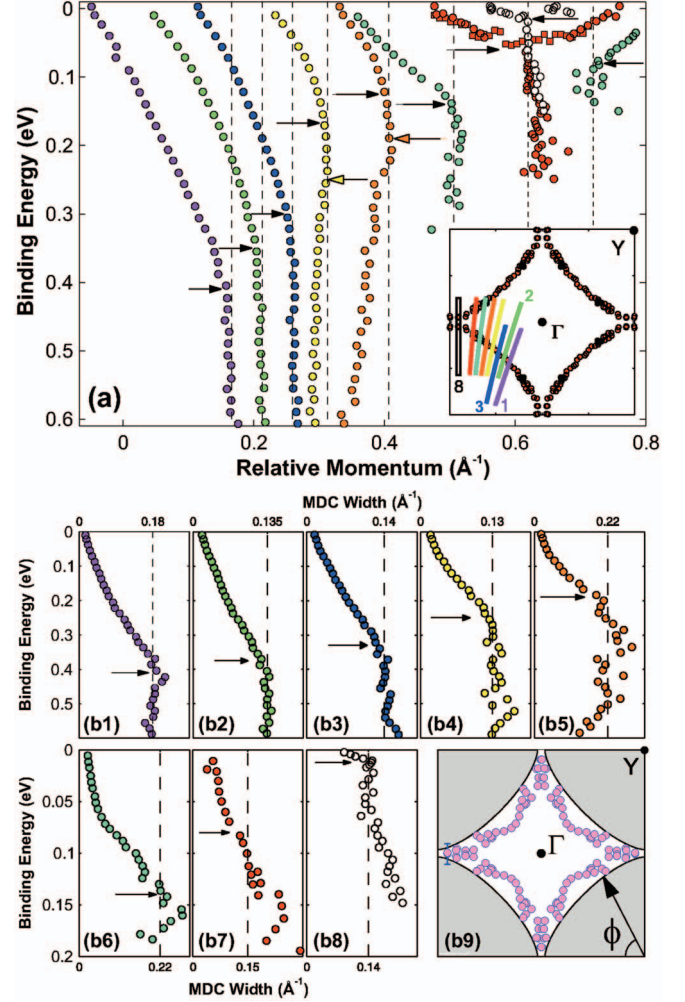 0
0.1
0.2
0.3
0.4
0.5
0.6
Binding Energy (eV)
(a)
Y
Γ
2
8
3
1
0 0.2 0.4 0.6 0.8
Relative Momentum (Å⁻¹)
MDC Width (Å⁻¹)
0 0.18 0 0.135 0 0.14 0 0.13 0 0.22
0
0.1
0.2
0.3
0.4
0.5
Binding Energy (eV)
(b1) (b2) (b3) (b4) (b5)
0
0.05
0.1
0.15
0.2
Binding Energy (eV)
Y
Γ
ϕ
(b6) (b7) (b8) (b9)
0 0.22 0 0.15 0 0.14
MDC Width (Å⁻¹)